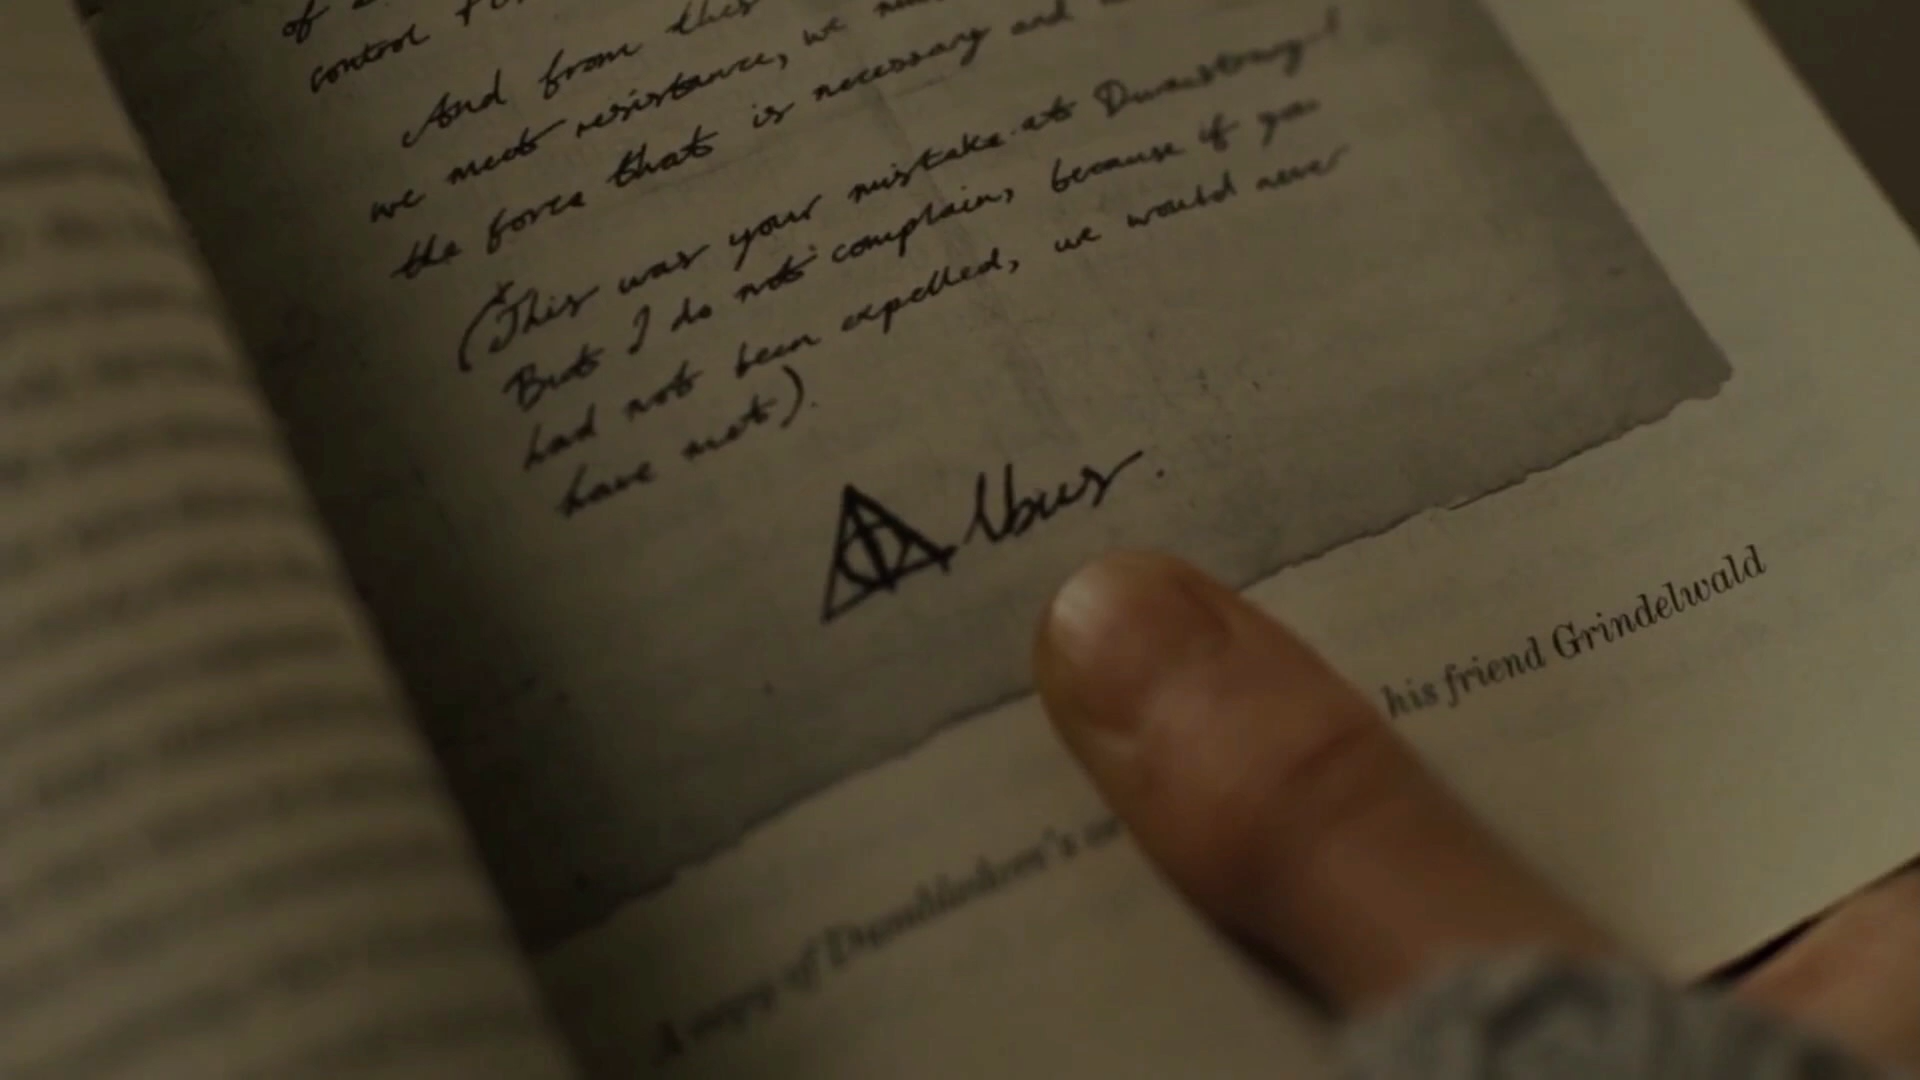 of
control
And from this
we meet resistance, we
the force that is necessary and
(This was your mistake at Durmstrang!
But I do not complain, because if you
had not been expelled, we would never
have met).
Albus.
A copy of Dumbledore's his friend Grindelwald